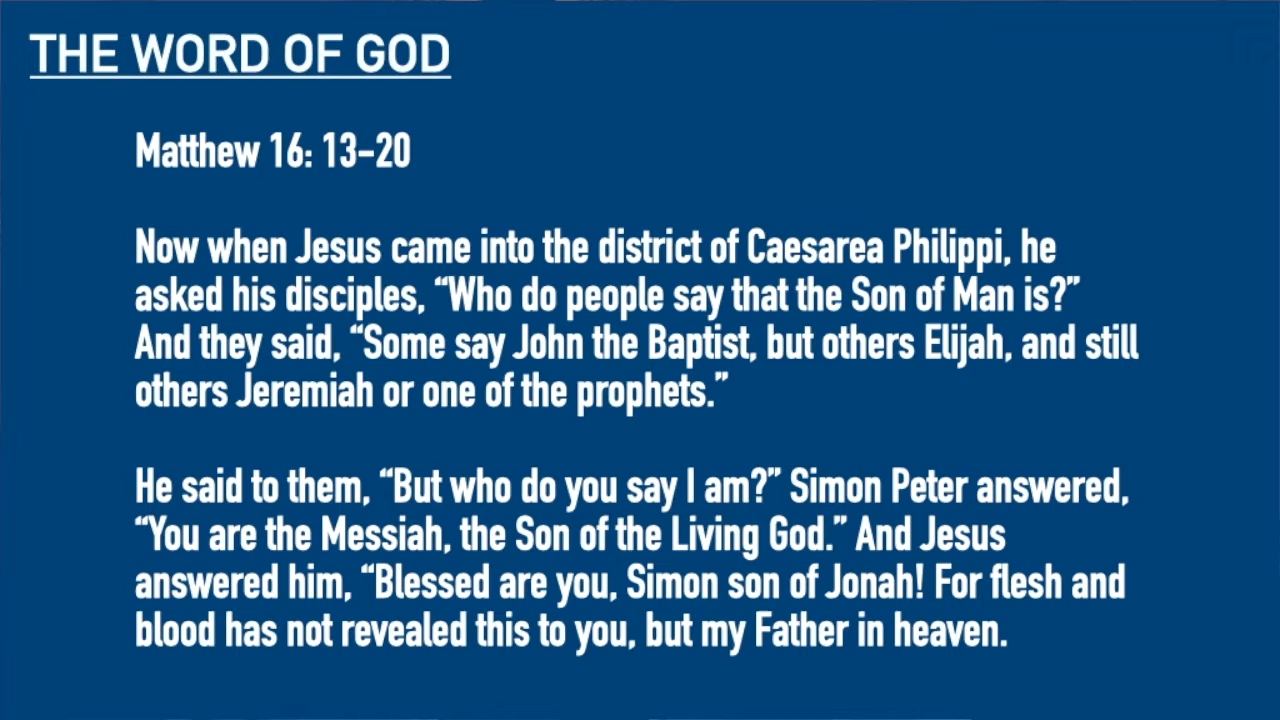 THE WORD OF GOD
Matthew 16: 13-20
Now when Jesus came into the district of Caesarea Philippi, he
asked his disciples, “Who do people say that the Son of Man is?”
And they said, “Some say John the Baptist, but others Elijah, and still
others Jeremiah or one of the prophets.”
He said to them, “But who do you say I am?” Simon Peter answered,
“You are the Messiah, the Son of the Living God.” And Jesus
answered him, “Blessed are you, Simon son of Jonah! For flesh and
blood has not revealed this to you, but my Father in heaven.